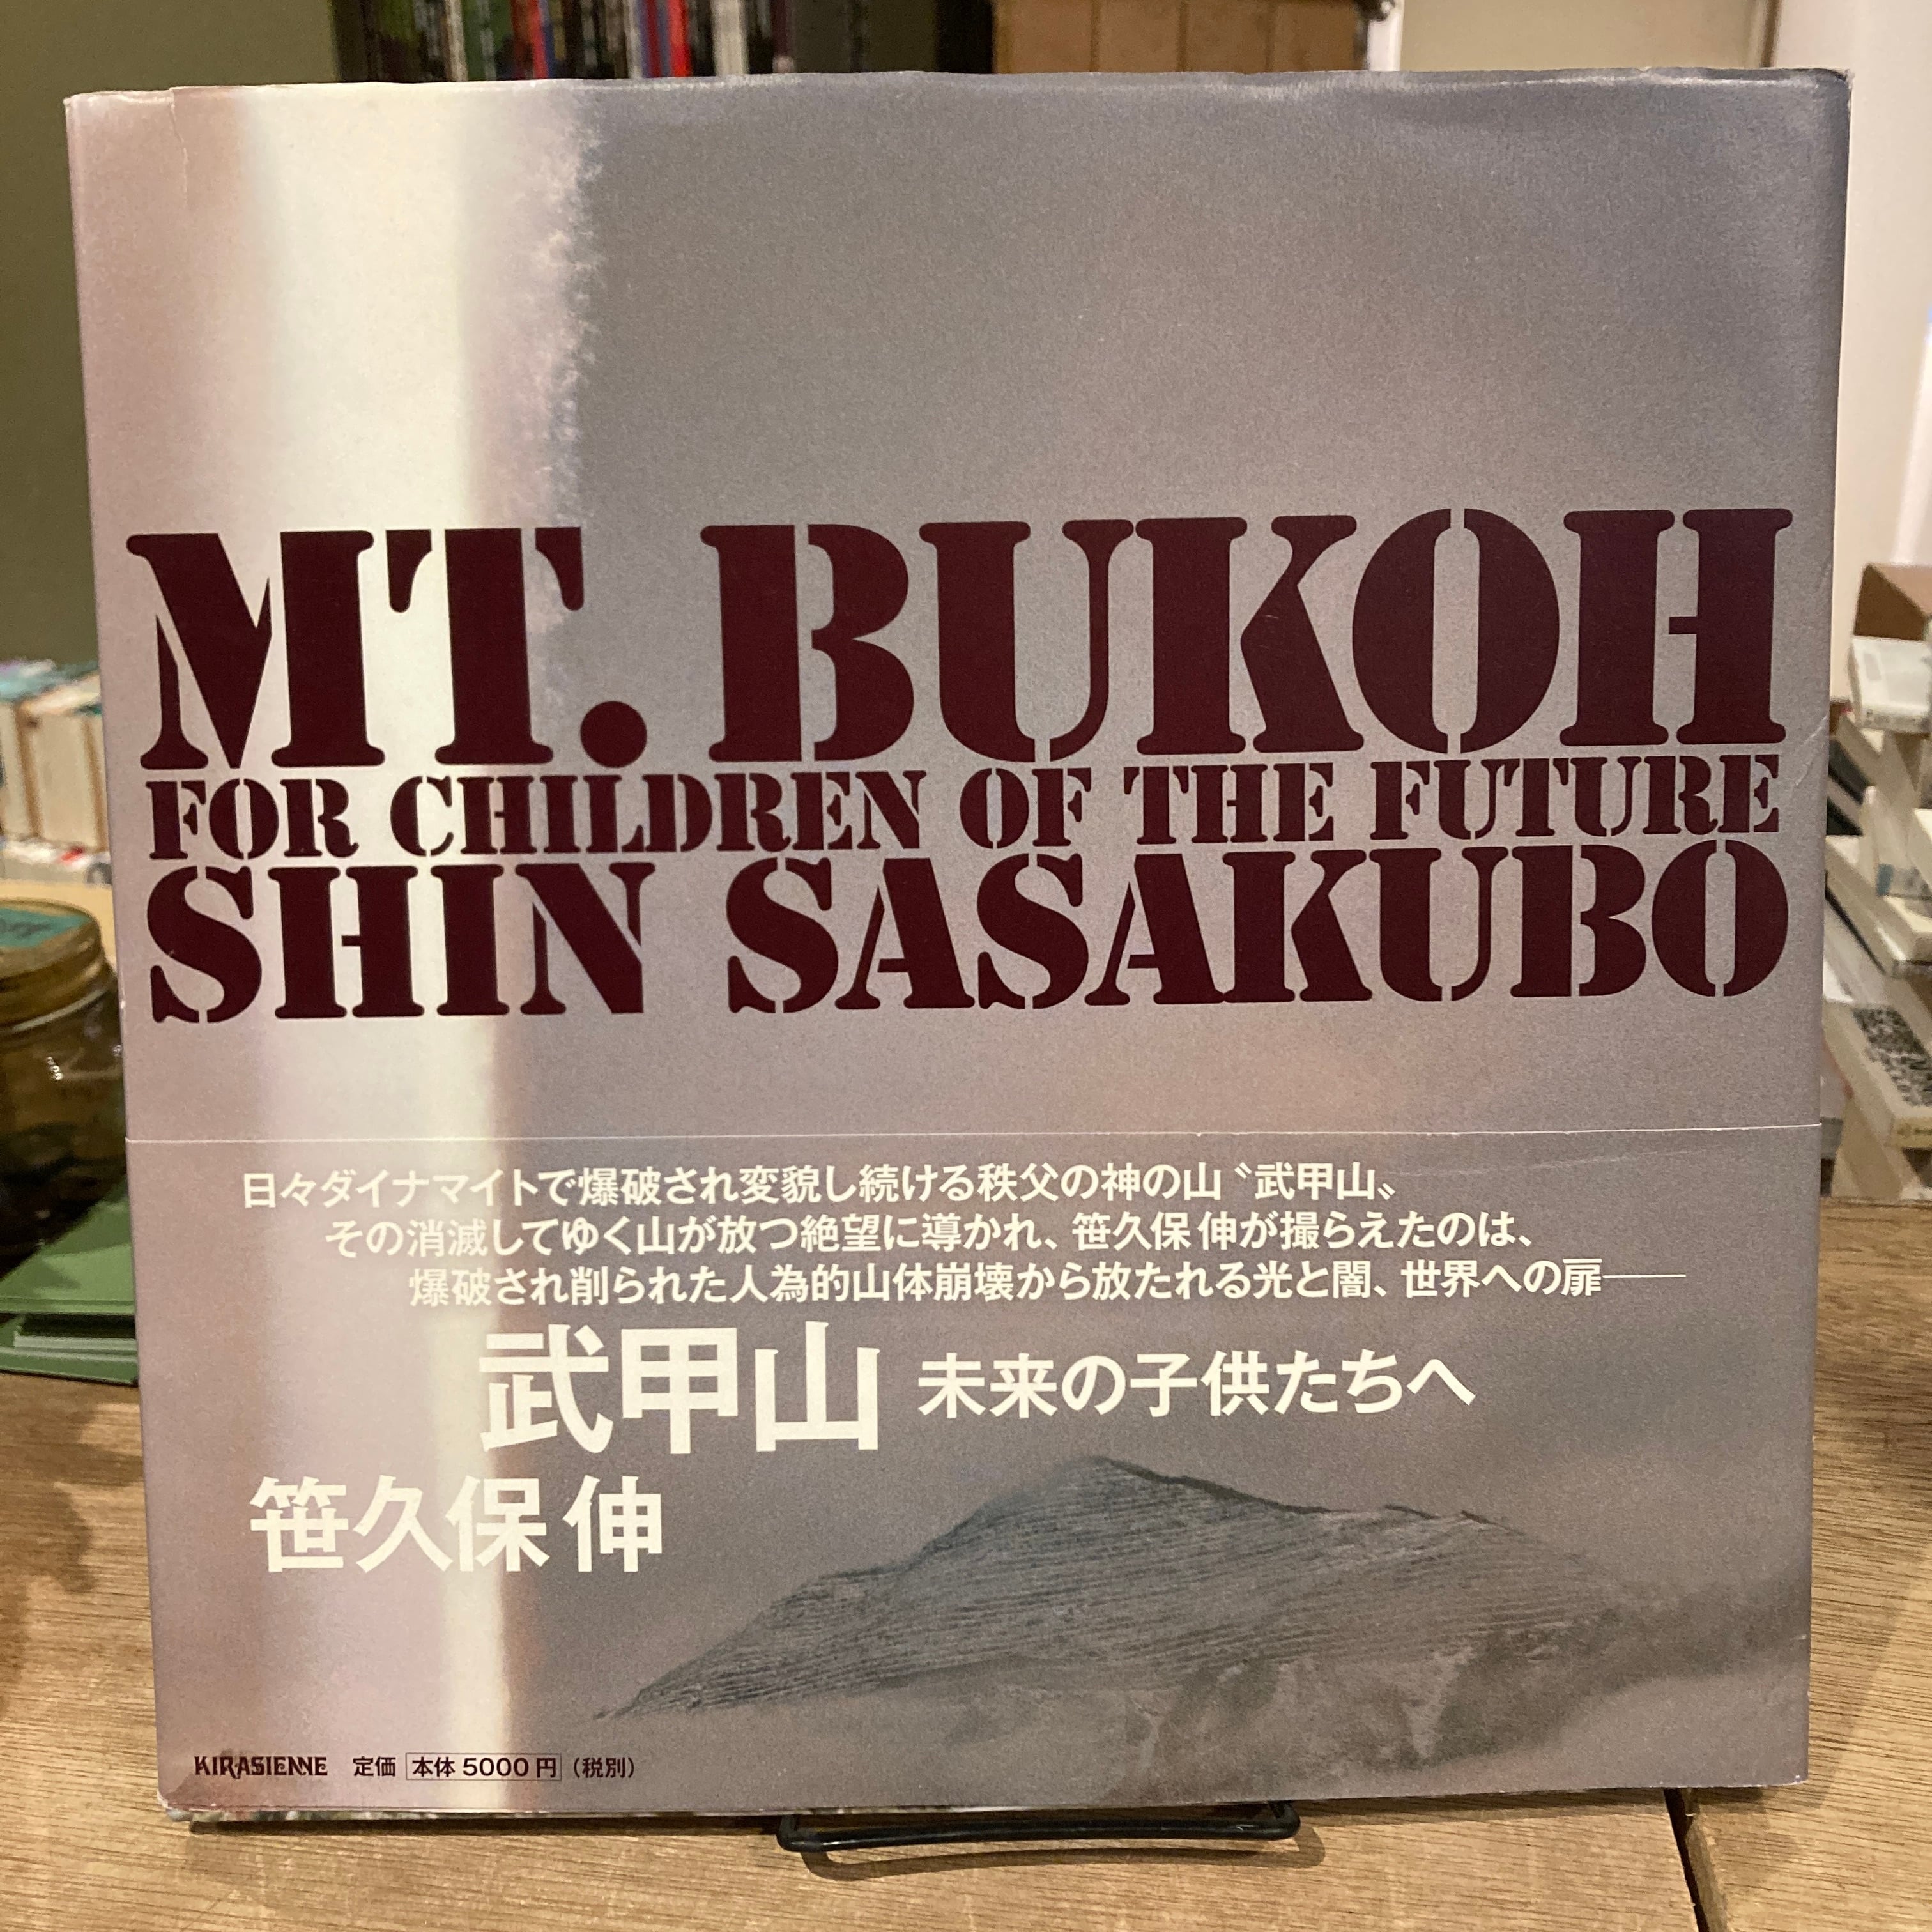 MT. BUKOH
FOR CHILDREN OF THE FUTURE
SHIN SASAKUBO
日々ダイナマイトで爆破され変貌し続ける秩父の神の山〝武甲山〟
その消滅してゆく山が放つ絶望に導かれ、笹久保 伸が撮らえたのは、
爆破され削られた人為的山体崩壊から放たれる光と闇、世界への扉——
武甲山 未来の子供たちへ
笹久保 伸
KIRASIENNE 定価 本体 5000 円 (税別)